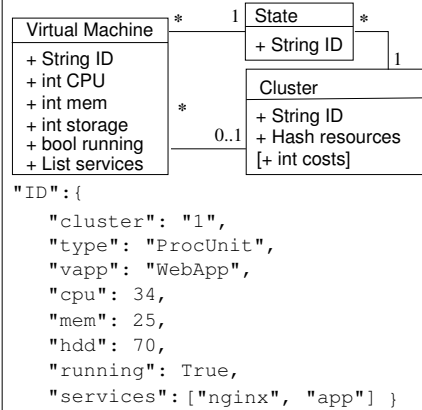 Virtual Machine
+ String ID
+ int CPU
+ int mem
+ int storage
+ bool running
+ List services
* 1
State
+ String ID
*
1
Cluster
+ String ID
+ Hash resources
[+ int costs]
*
0..1
"ID":{
"cluster": "1",
"type": "ProcUnit",
"vapp": "WebApp",
"cpu": 34,
"mem": 25,
"hdd": 70,
"running": True,
"services":["nginx", "app"] }